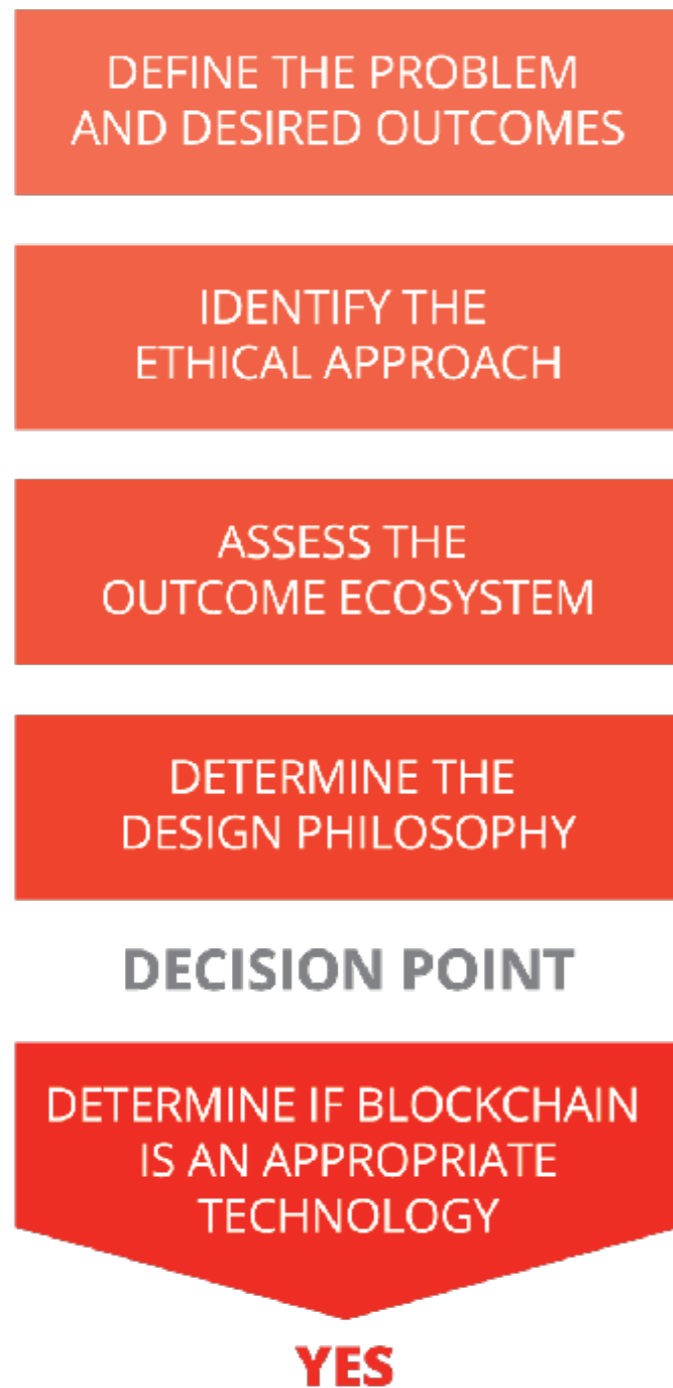 DEFINE THE PROBLEM
AND DESIRED OUTCOMES
IDENTIFY THE
ETHICAL APPROACH
ASSESS THE
OUTCOME ECOSYSTEM
DETERMINE THE
DESIGN PHILOSOPHY
DECISION POINT
DETERMINE IF BLOCKCHAIN
IS AN APPROPRIATE
TECHNOLOGY
YES